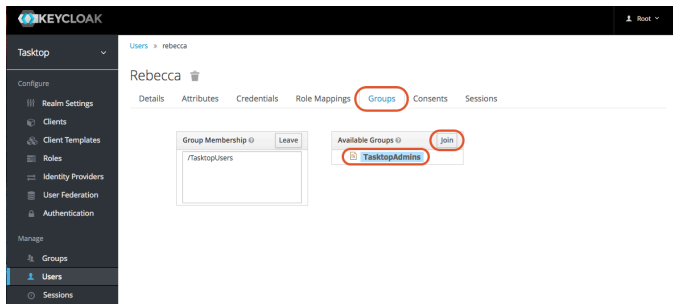 KEYCLOAK
Root
Tasktop
Users » rebecca
Rebecca
Configure
Details Attributes Credentials Role Mappings Groups Consents Sessions
Realm Settings
Clients
Client Templates
Roles
Identity Providers
User Federation
Authentication
Group Membership Leave
/TasktopUsers
Available Groups Join
TasktopAdmins
Manage
Groups
Users
Sessions